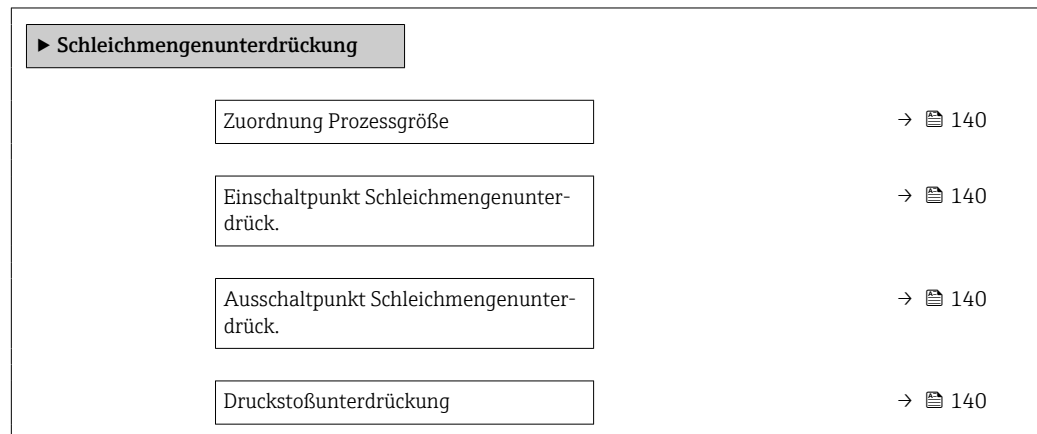 ▶ Schleichmengenunterdrückung
Zuordnung Prozessgröße → 140
Einschaltpunkt Schleichmengenunter- → 140
drück.
Ausschaltpunkt Schleichmengenunter- → 140
drück.
Druckstoßunterdrückung → 140